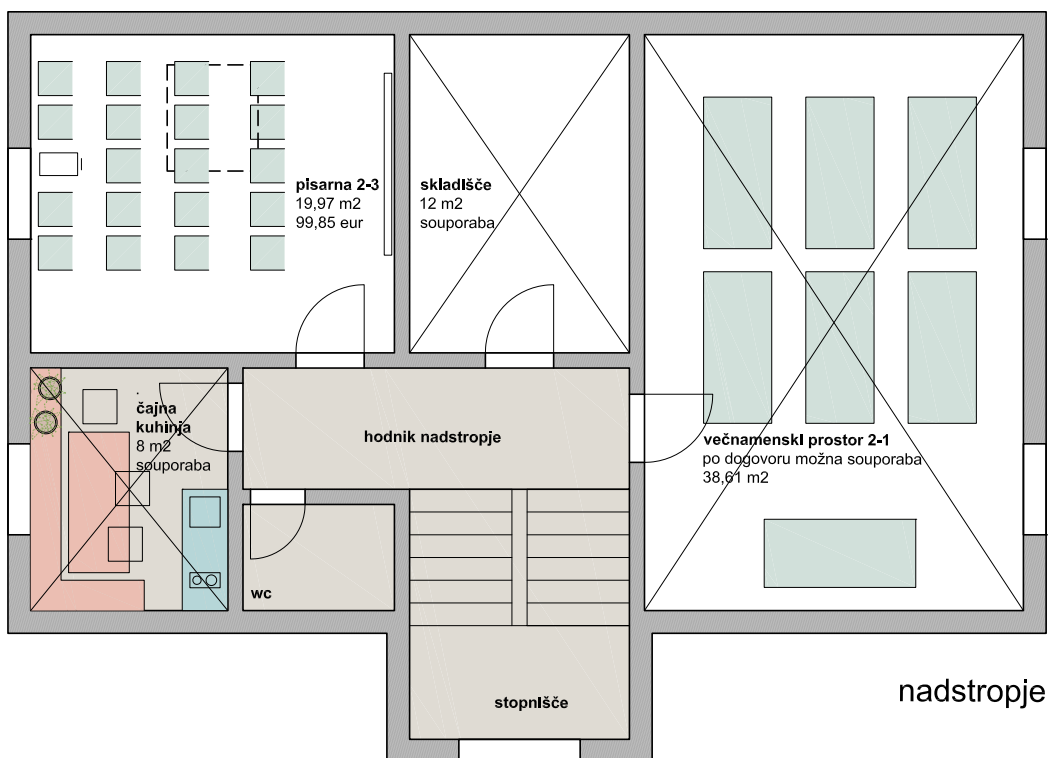 pisarna 2-3
19,97 m2
99,85 eur
skladišče
12 m2
souporaba
čajna
kuhinja
8 m2
souporaba
hodnik nadstropje
večnamenski prostor 2-1
po dogovoru možna souporaba
38,61 m2
wc
stopnišče
nadstropje